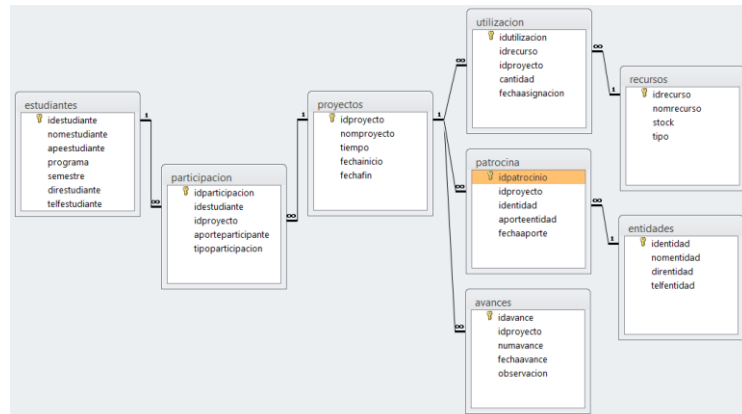 estudiantes
idestudiante
nomestudiante
apeestudiante
programa
semestre
direstudiante
telfestudiante
1
∞
participacion
idparticipacion
idestudiante
idproyecto
aporteparticipante
tipoparticipacion
1
∞
proyectos
idproyecto
nomproyecto
tiempo
fechainicio
fechafin
1
∞
utilizacion
idutilizacion
idrecurso
idproyecto
cantidad
fechaasignacion
∞
1
recursos
idrecurso
nomrecurso
stock
tipo
∞
patrocina
idpatrocinio
idproyecto
identidad
aporteentidad
fechaaporte
∞
1
entidades
identidad
nomentidad
direntidad
telfentidad
∞
avances
idavance
idproyecto
numavance
fechaavance
observacion